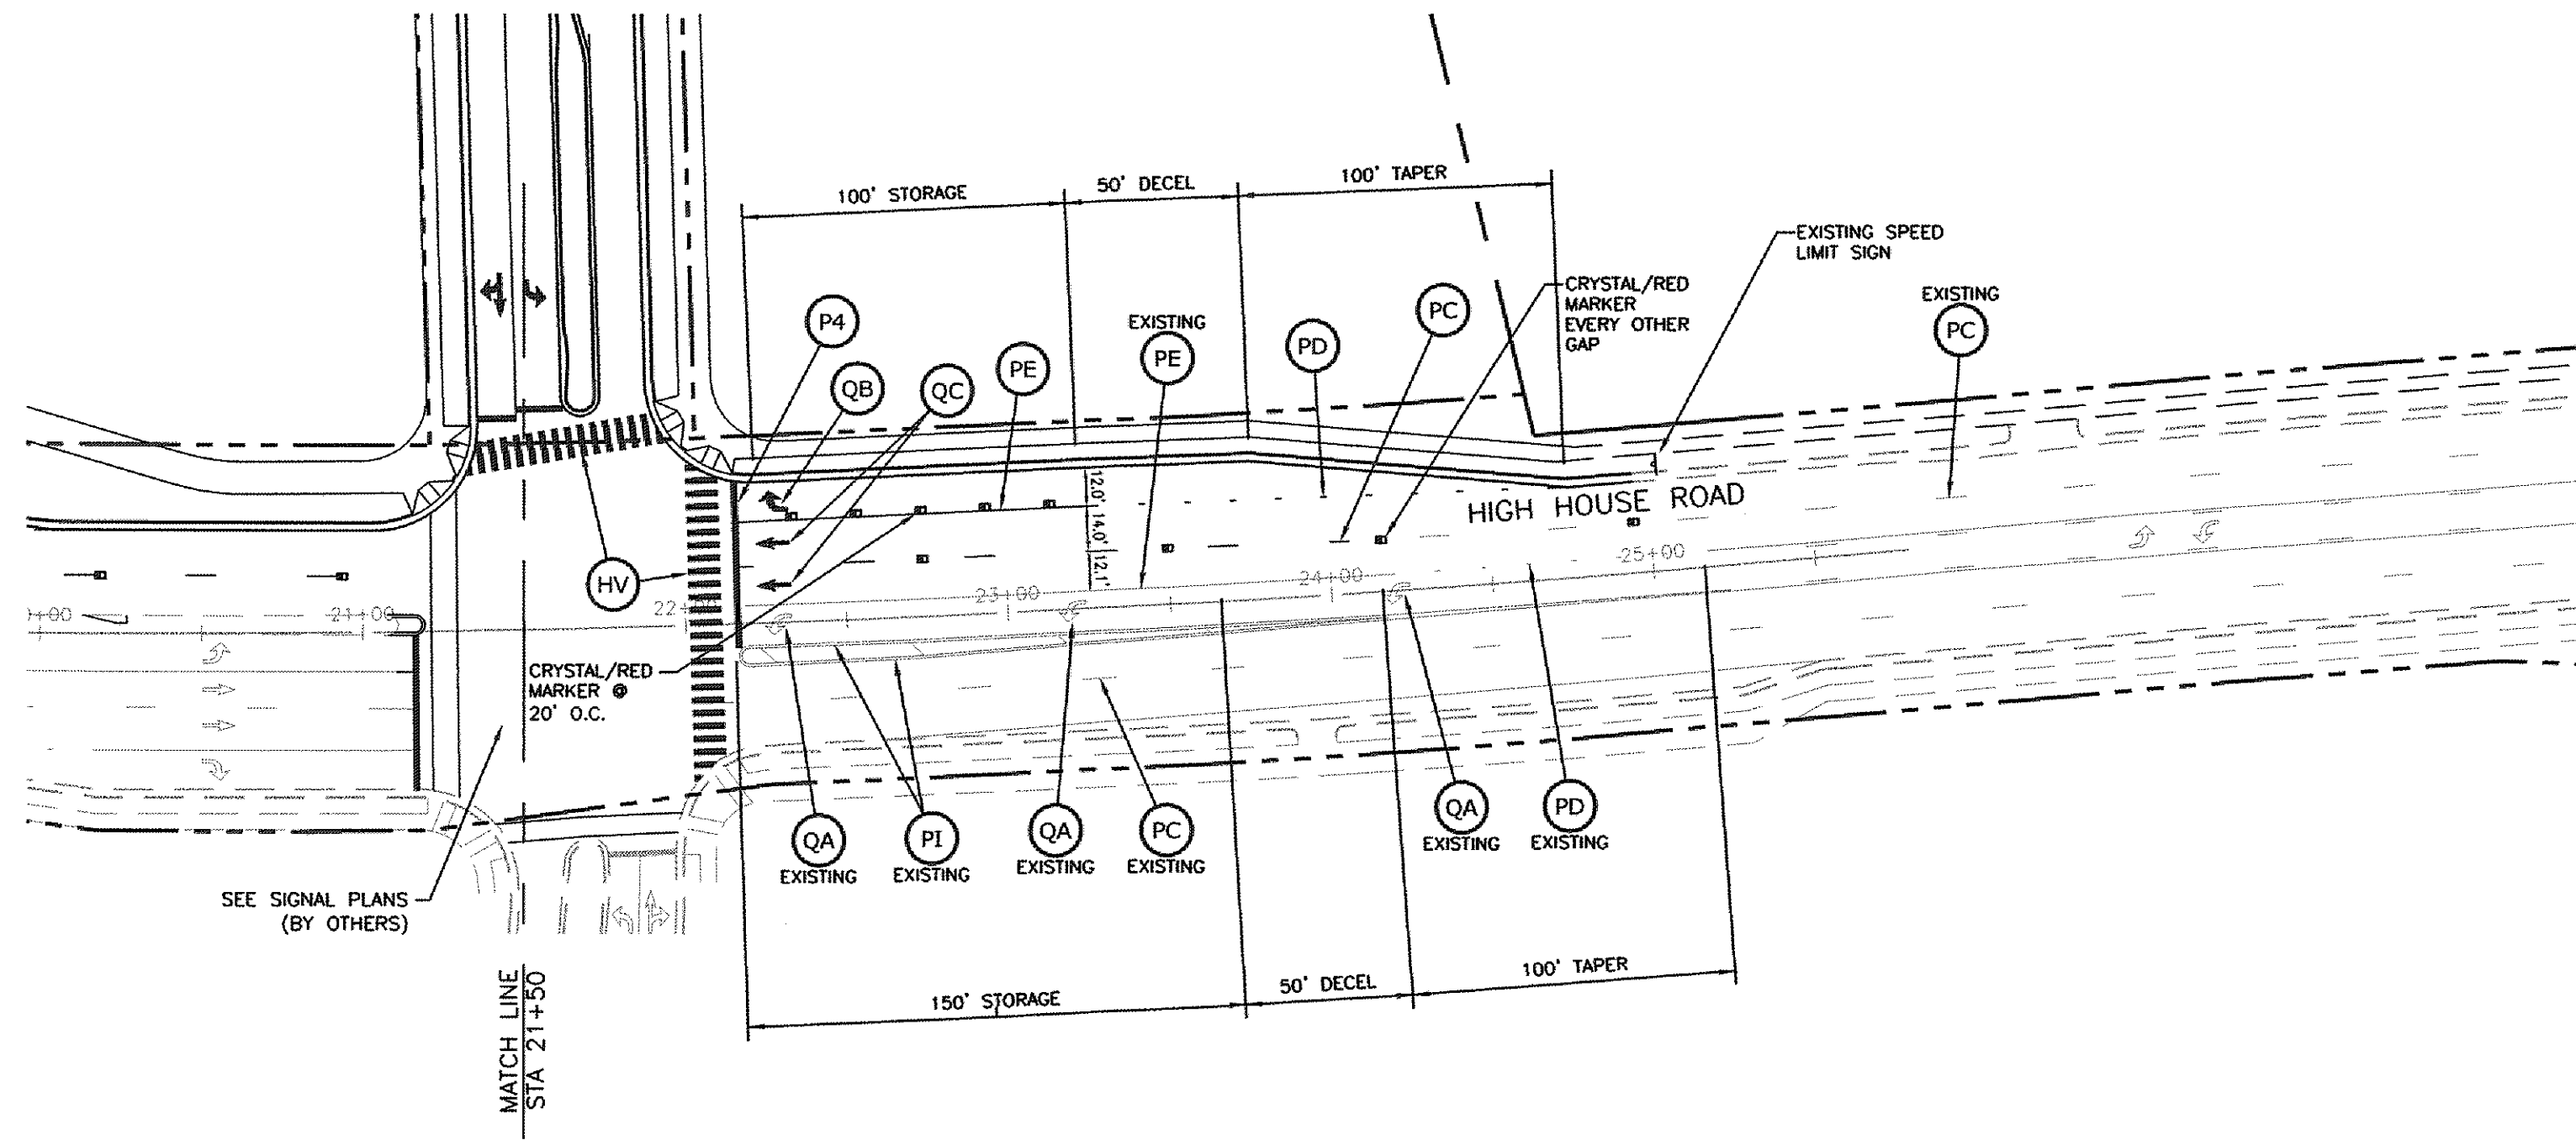 100' STORAGE
50' DECEL
100' TAPER
EXISTING SPEED
LIMIT SIGN
CRYSTAL/RED
MARKER
EVERY OTHER
GAP
EXISTING
PC
P4
QB
QC
PE
EXISTING
PE
PD
PC
HIGH HOUSE ROAD
12.0'
14.0'
12.1'
HV
+00
21+00
22+
23+00
24+00
25+00
CRYSTAL/RED
MARKER @
20' O.C.
SEE SIGNAL PLANS
(BY OTHERS)
QA
EXISTING
PI
EXISTING
QA
EXISTING
PC
EXISTING
QA
EXISTING
PD
EXISTING
150' STORAGE
50' DECEL
100' TAPER
MATCH LINE
STA 21+50